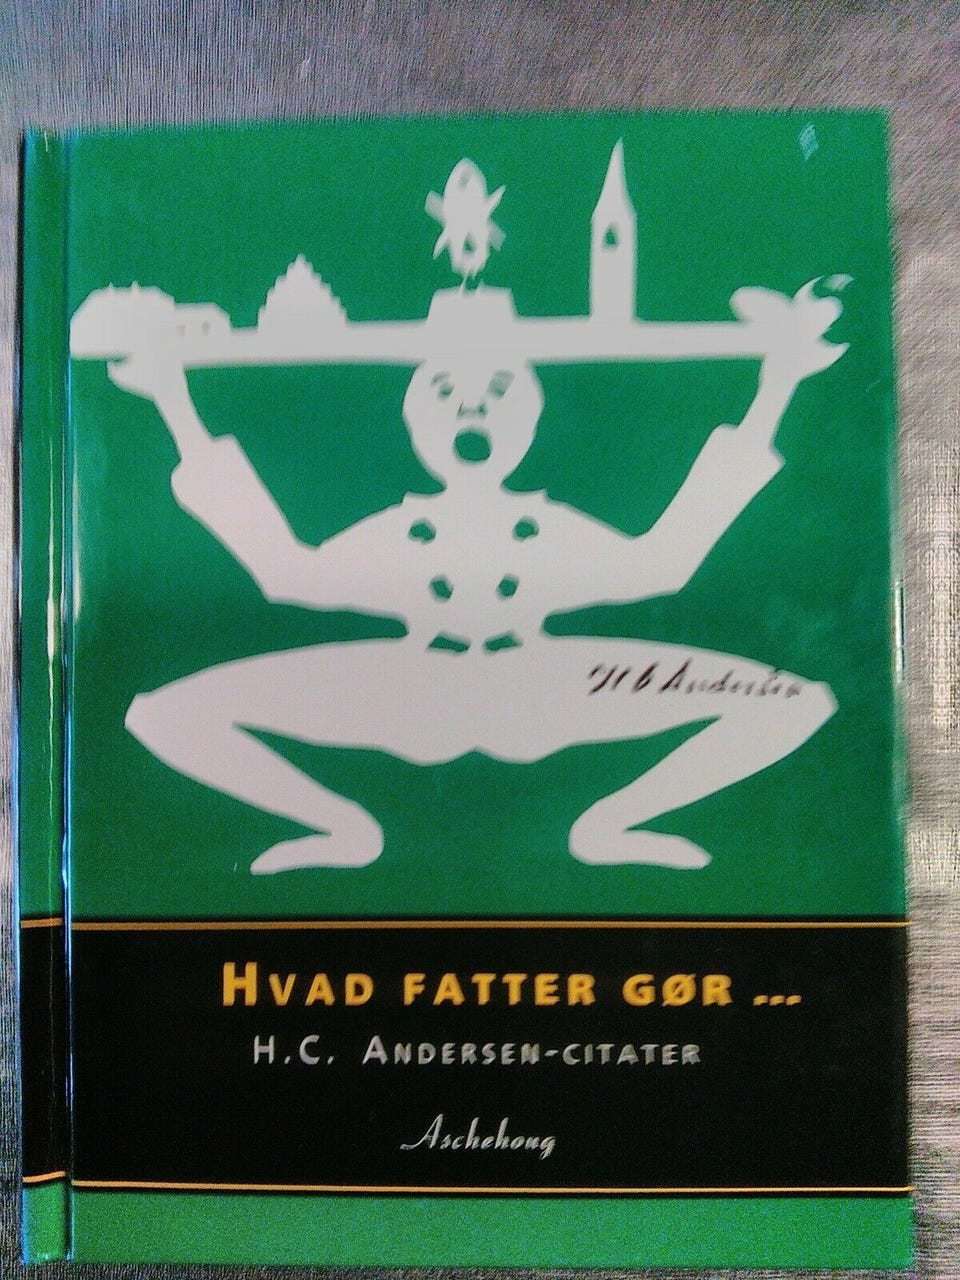 H C Andersen
HVAD FATTER GØR ...
H.C. ANDERSEN-CITATER
Aschehoug